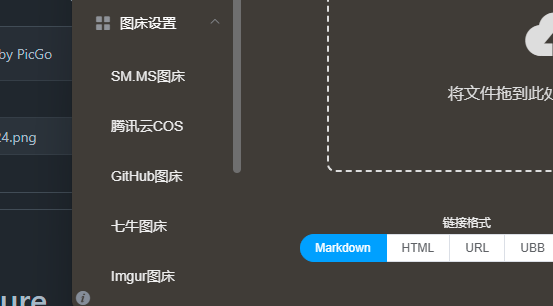 图床设置
by PicGo
SM.MS图床
将文件拖到此处
腾讯云COS
24.png
GitHub图床
七牛图床
链接格式
Markdown
HTML
URL
UBB
Imgur图床
ure